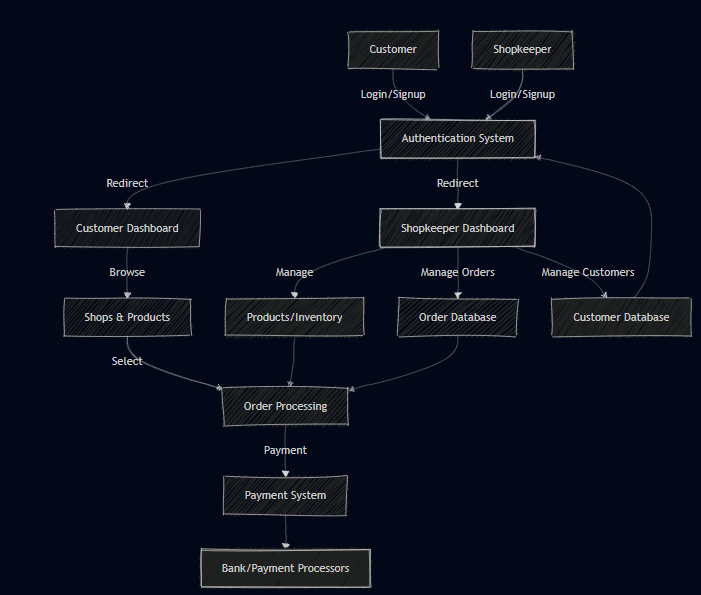 Customer
Shopkeeper
Login/Signup
Login/Signup
Authentication System
Redirect
Redirect
Customer Dashboard
Shopkeeper Dashboard
Browse
Manage
Manage Orders
Manage Customers
Shops & Products
Products/Inventory
Order Database
Customer Database
Select
Order Processing
Payment
Payment System
Bank/Payment Processors